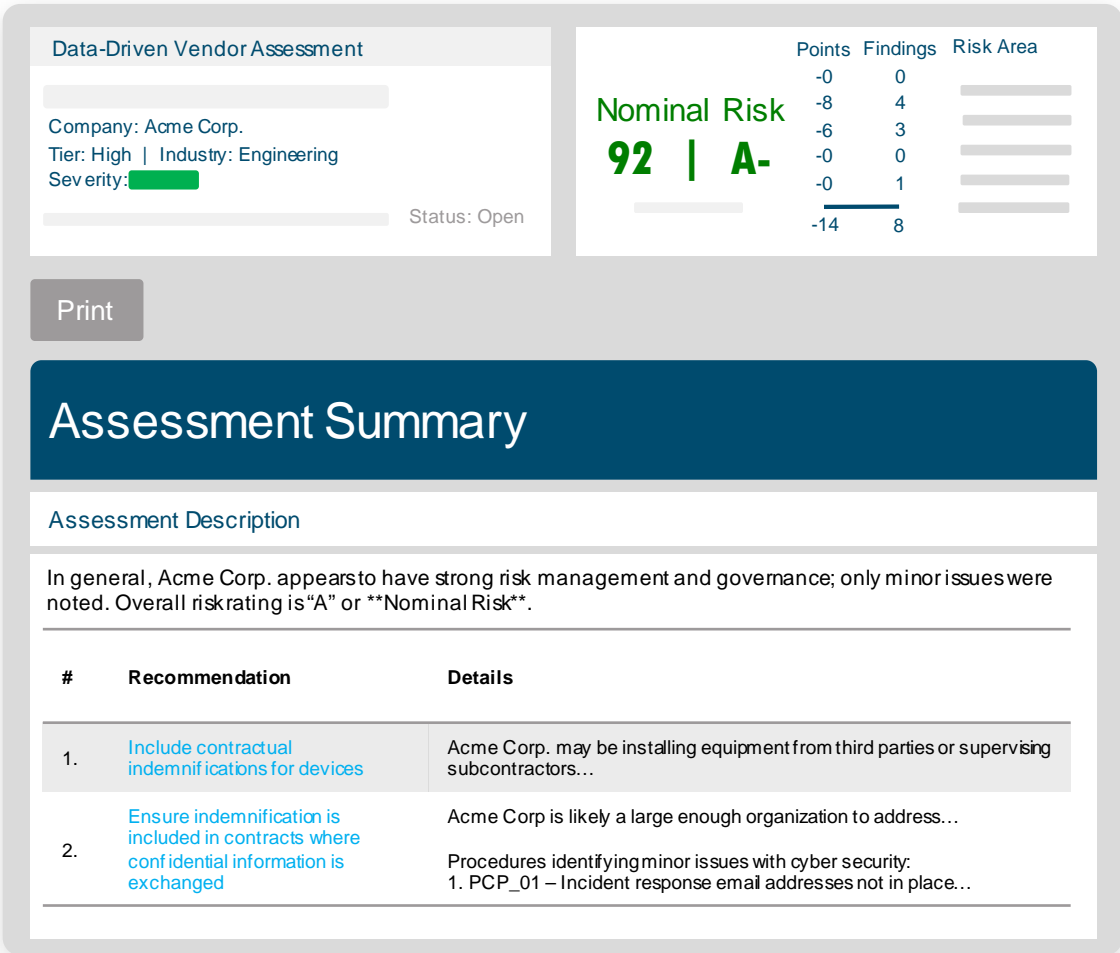 Data-Driven Vendor Assessment
Company: Acme Corp.
Tier: High | Industry: Engineering
Severity:
Status: Open
Nominal Risk
92 | A-
Points Findings Risk Area
-0 0
-8 4
-6 3
-0 0
-0 1
-14 8
Print
Assessment Summary
Assessment Description
In general, Acme Corp. appears to have strong risk management and governance; only minor issues were
noted. Overall risk rating is “A” or **Nominal Risk**.
# Recommendation Details
1.
Include contractual
indemnifications for devices
Acme Corp. may be installing equipment from third parties or supervising
subcontractors…
2.
Ensure indemnification is
included in contracts where
confidential information is
exchanged
Acme Corp is likely a large enough organization to address…
Procedures identifying minor issues with cyber security:
1. PCP_01 – Incident response email addresses not in place…